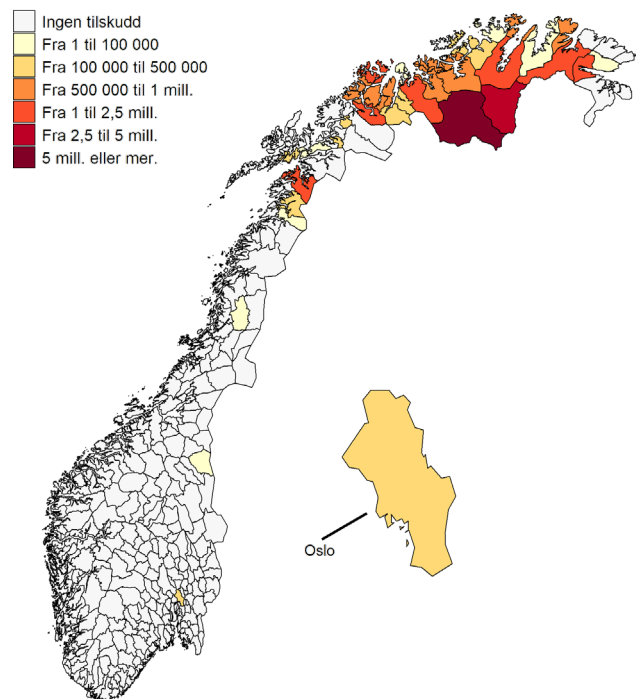 Ingen tilskudd
Fra 1 til 100 000
Fra 100 000 til 500 000
Fra 500 000 til 1 mill.
Fra 1 til 2,5 mill.
Fra 2,5 til 5 mill.
5 mill. eller mer.
Oslo